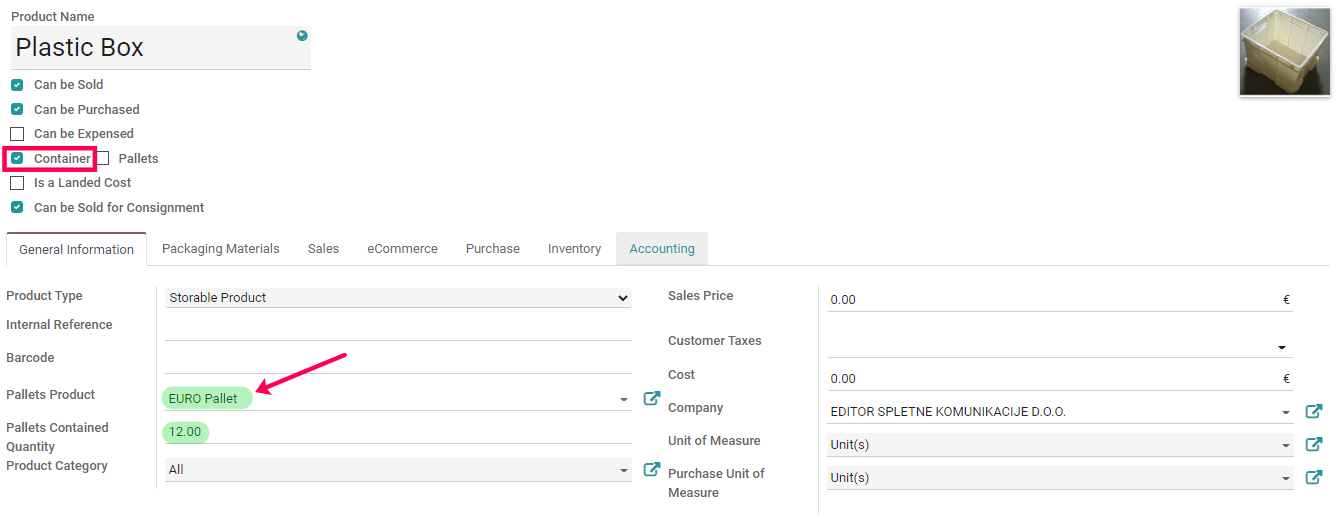 Product Name
Plastic Box
Can be Sold
Can be Purchased
Can be Expensed
Container Pallets
Is a Landed Cost
Can be Sold for Consignment
General Information Packaging Materials Sales eCommerce Purchase Inventory Accounting
Product Type Storable Product
Internal Reference
Barcode
Pallets Product EURO Pallet
Pallets Contained Quantity 12.00
Product Category All
Sales Price 0.00 €
Customer Taxes
Cost 0.00 €
Company EDITOR SPLETNE KOMUNIKACIJE D.O.O.
Unit of Measure Unit(s)
Purchase Unit of Measure Unit(s)